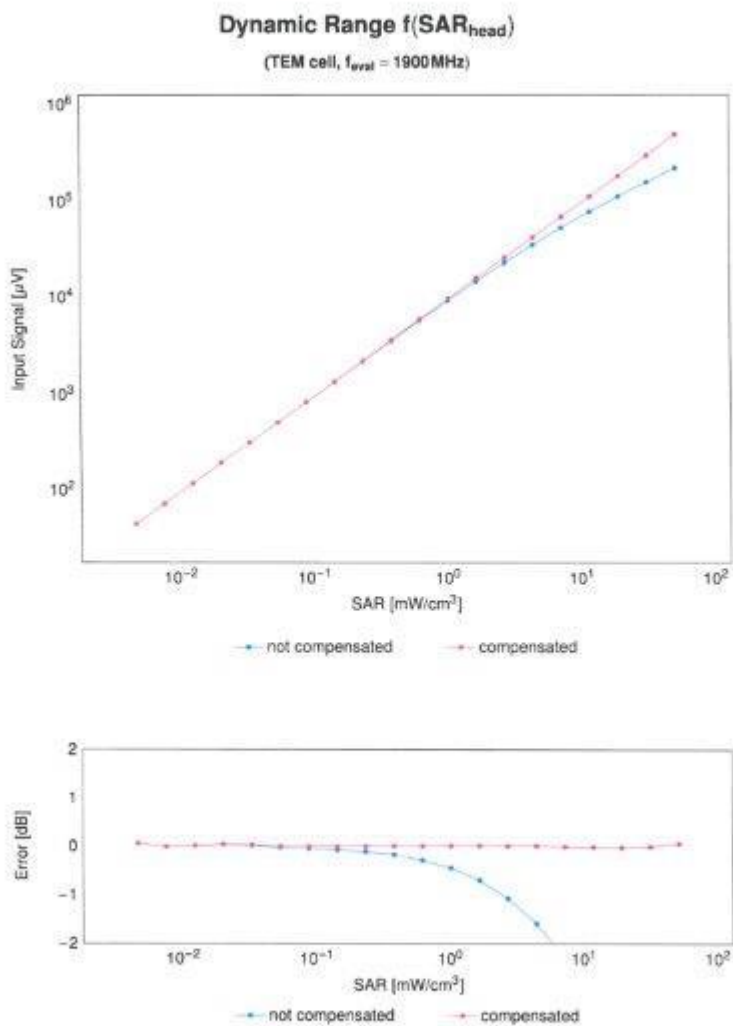 Dynamic Range f(SARhead)
(TEM cell, feval = 1900MHz)
10⁶
10⁵
10⁴
10³
10²
Input Signal [µV]
10⁻² 10⁻¹ 10⁰ 10¹ 10²
SAR [mW/cm³]
not compensated compensated
2
1
0
−1
−2
Error [dB]
10⁻² 10⁻¹ 10⁰ 10¹ 10²
SAR [mW/cm³]
not compensated compensated